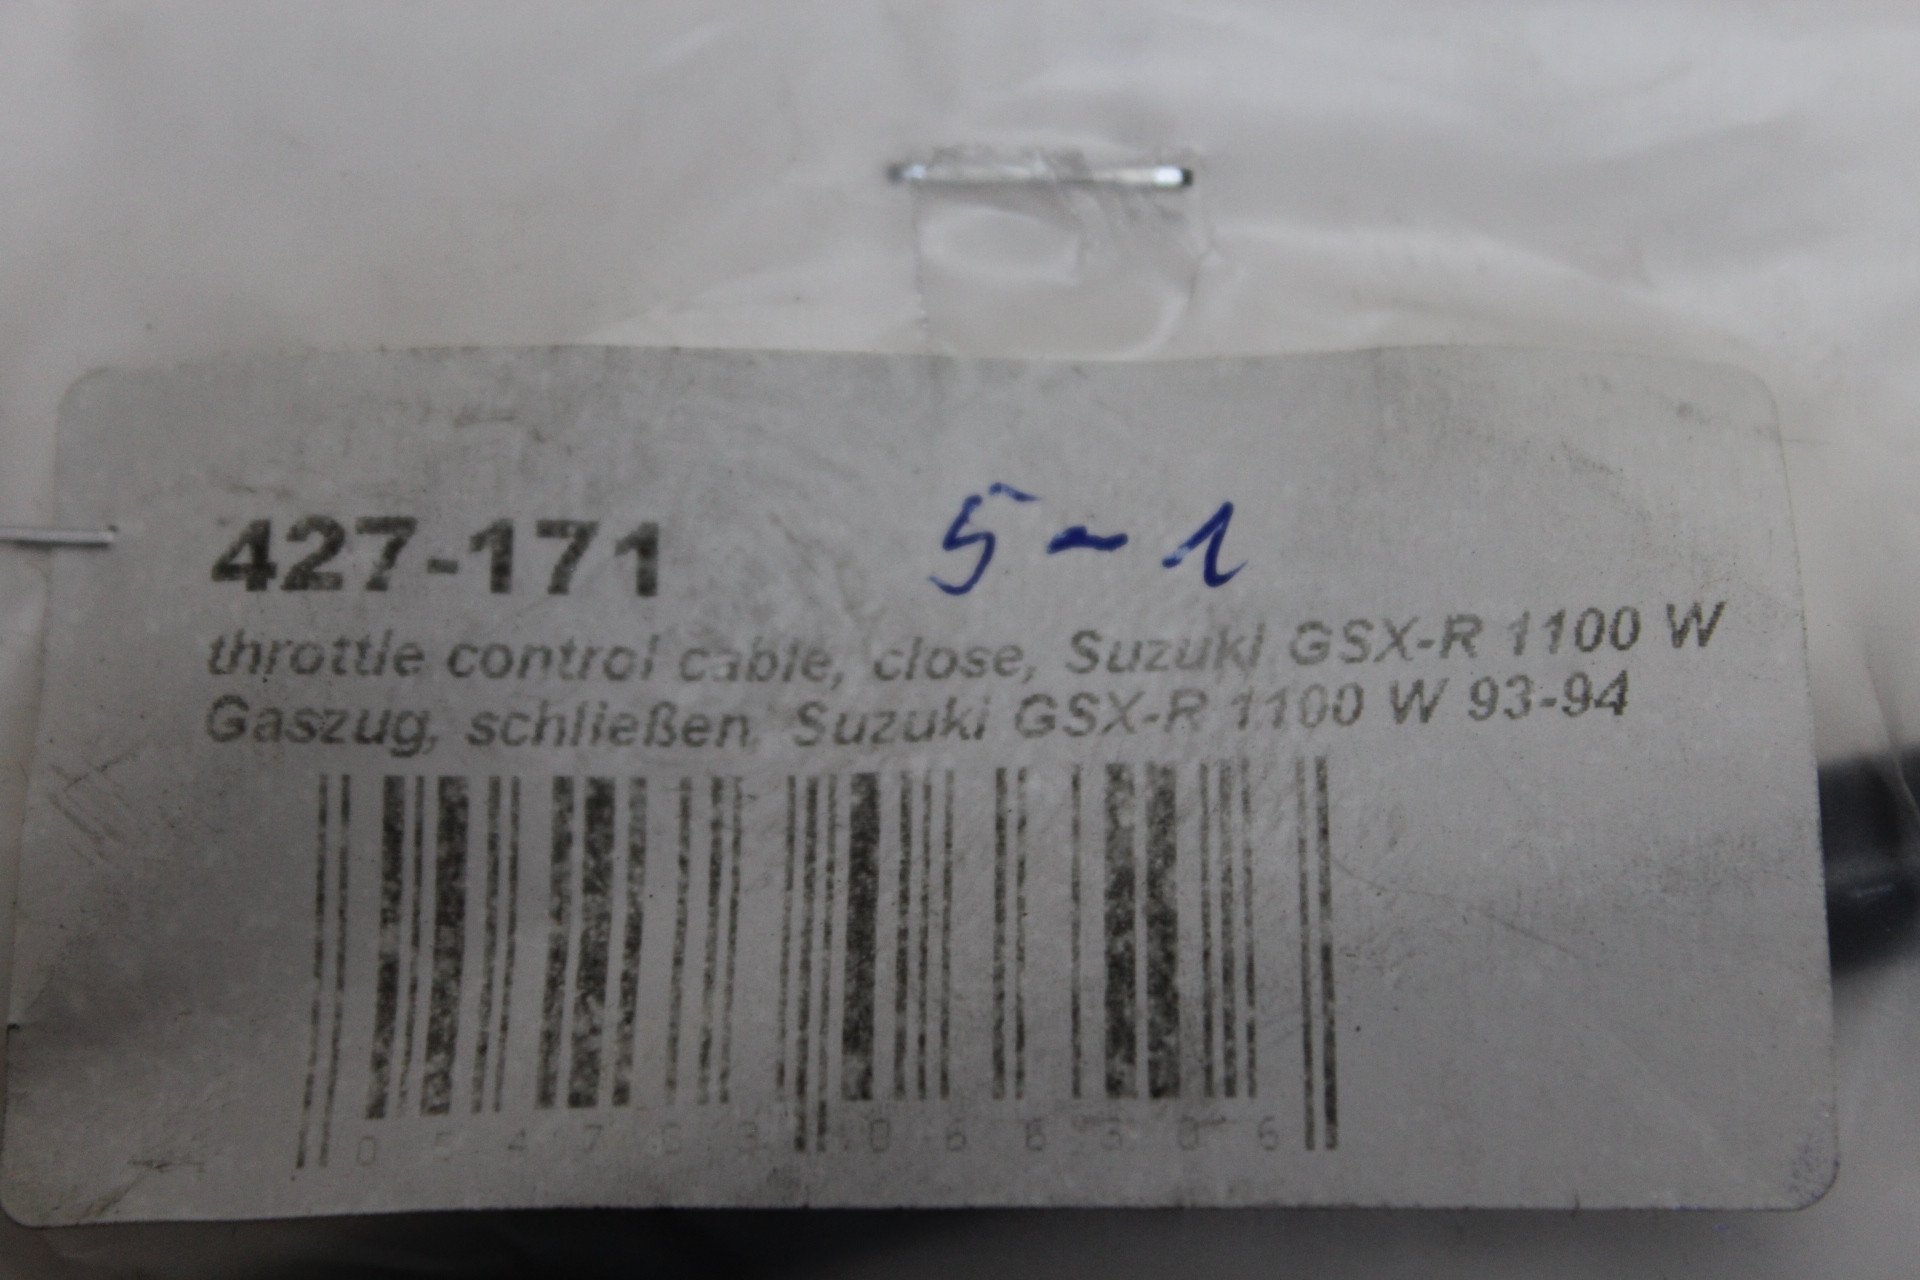 427-171 5-1
throttle control cable, close, Suzuki GSX-R 1100 W
Gaszug, schließen, Suzuki GSX-R 1100 W 93-94